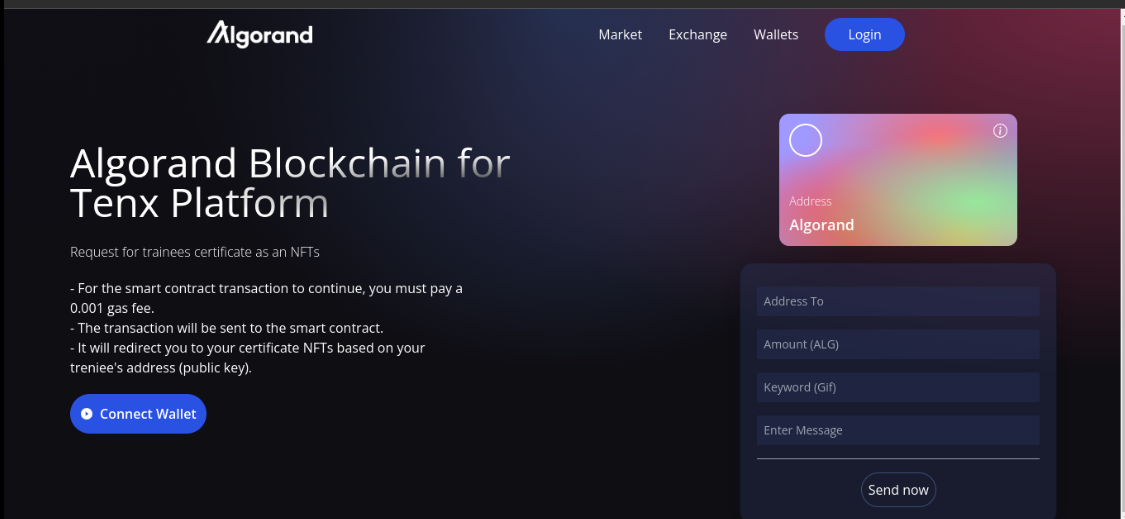 Algorand
Market Exchange Wallets Login
Algorand Blockchain for
Tenx Platform
Request for trainees certificate as an NFTs
- For the smart contract transaction to continue, you must pay a
0.001 gas fee.
- The transaction will be sent to the smart contract.
- It will redirect you to your certificate NFTs based on your
treniee's address (public key).
Connect Wallet
Address
Algorand
Address To
Amount (ALG)
Keyword (Gif)
Enter Message
Send now